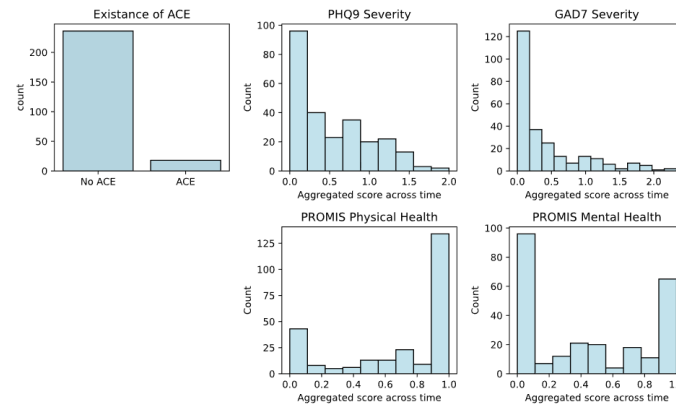 Existance of ACE
count
200
150
100
50
0
No ACE
ACE
PHQ9 Severity
Count
100
80
60
40
20
0
0.0 0.5 1.0 1.5 2.0
Aggregated score across time
GAD7 Severity
Count
120
100
80
60
40
20
0
0.0 0.5 1.0 1.5 2.0
Aggregated score across time
PROMIS Physical Health
Count
125
100
75
50
25
0
0.0 0.2 0.4 0.6 0.8 1.0
Aggregated score across time
PROMIS Mental Health
Count
100
80
60
40
20
0
0.0 0.2 0.4 0.6 0.8
Aggregated score across time